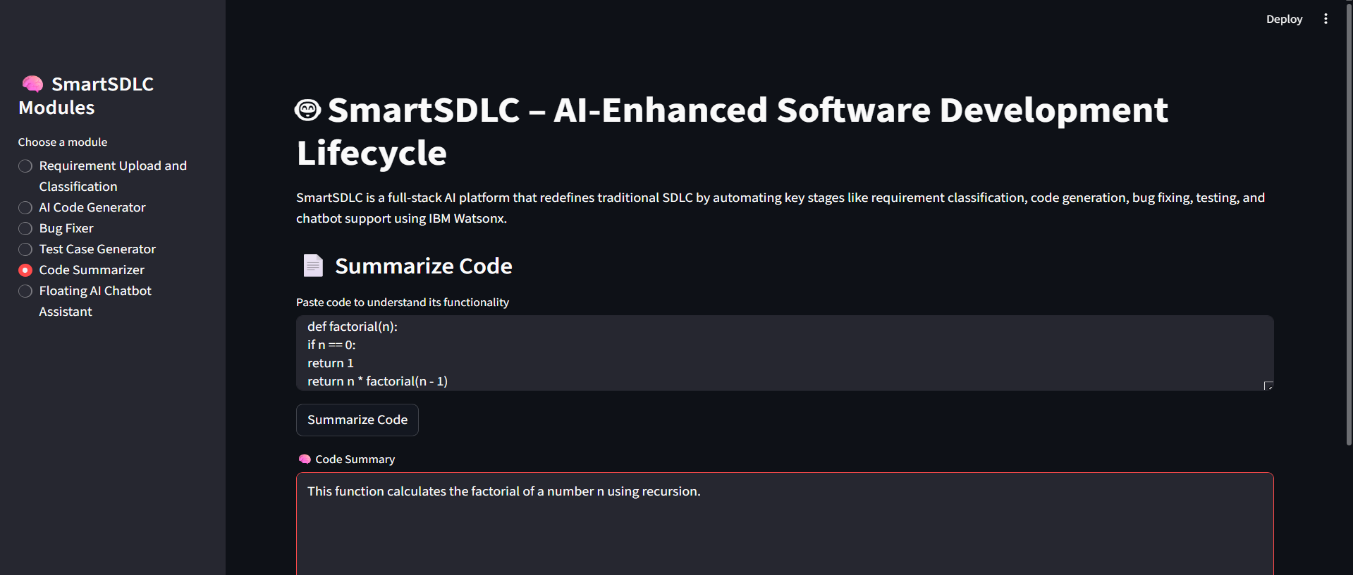 Deploy
SmartSDLC
Modules
Choose a module
Requirement Upload and
Classification
AI Code Generator
Bug Fixer
Test Case Generator
Code Summarizer
Floating AI Chatbot
Assistant
SmartSDLC – AI-Enhanced Software Development
Lifecycle
SmartSDLC is a full-stack AI platform that redefines traditional SDLC by automating key stages like requirement classification, code generation, bug fixing, testing, and
chatbot support using IBM Watsonx.
Summarize Code
Paste code to understand its functionality
def factorial(n):
if n == 0:
return 1
return n * factorial(n - 1)
Summarize Code
Code Summary
This function calculates the factorial of a number n using recursion.